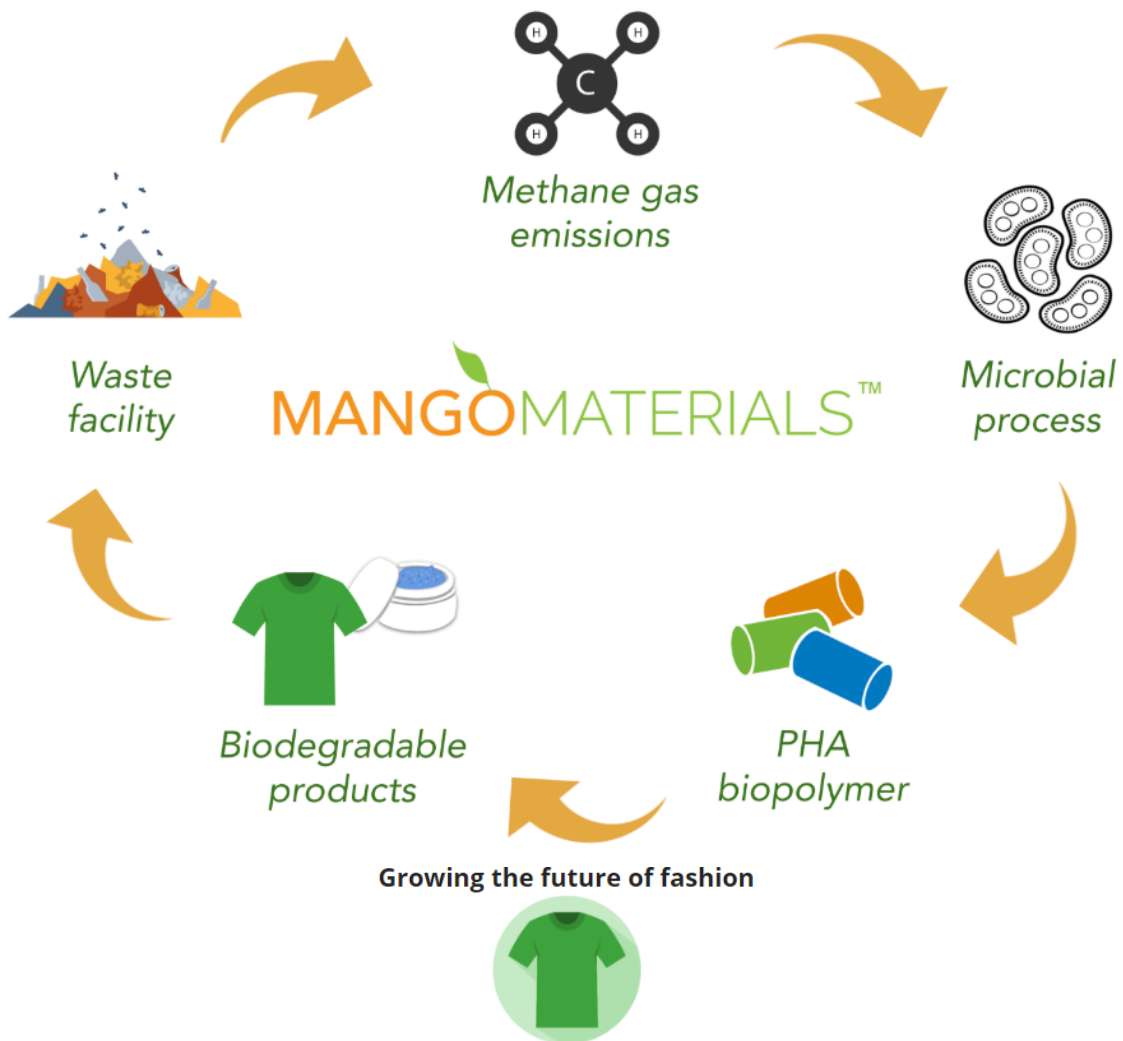 H H
C
H H
Methane gas
emissions
Waste
facility
MANGOMATERIALS™
Microbial
process
Biodegradable
products
PHA
biopolymer
Growing the future of fashion